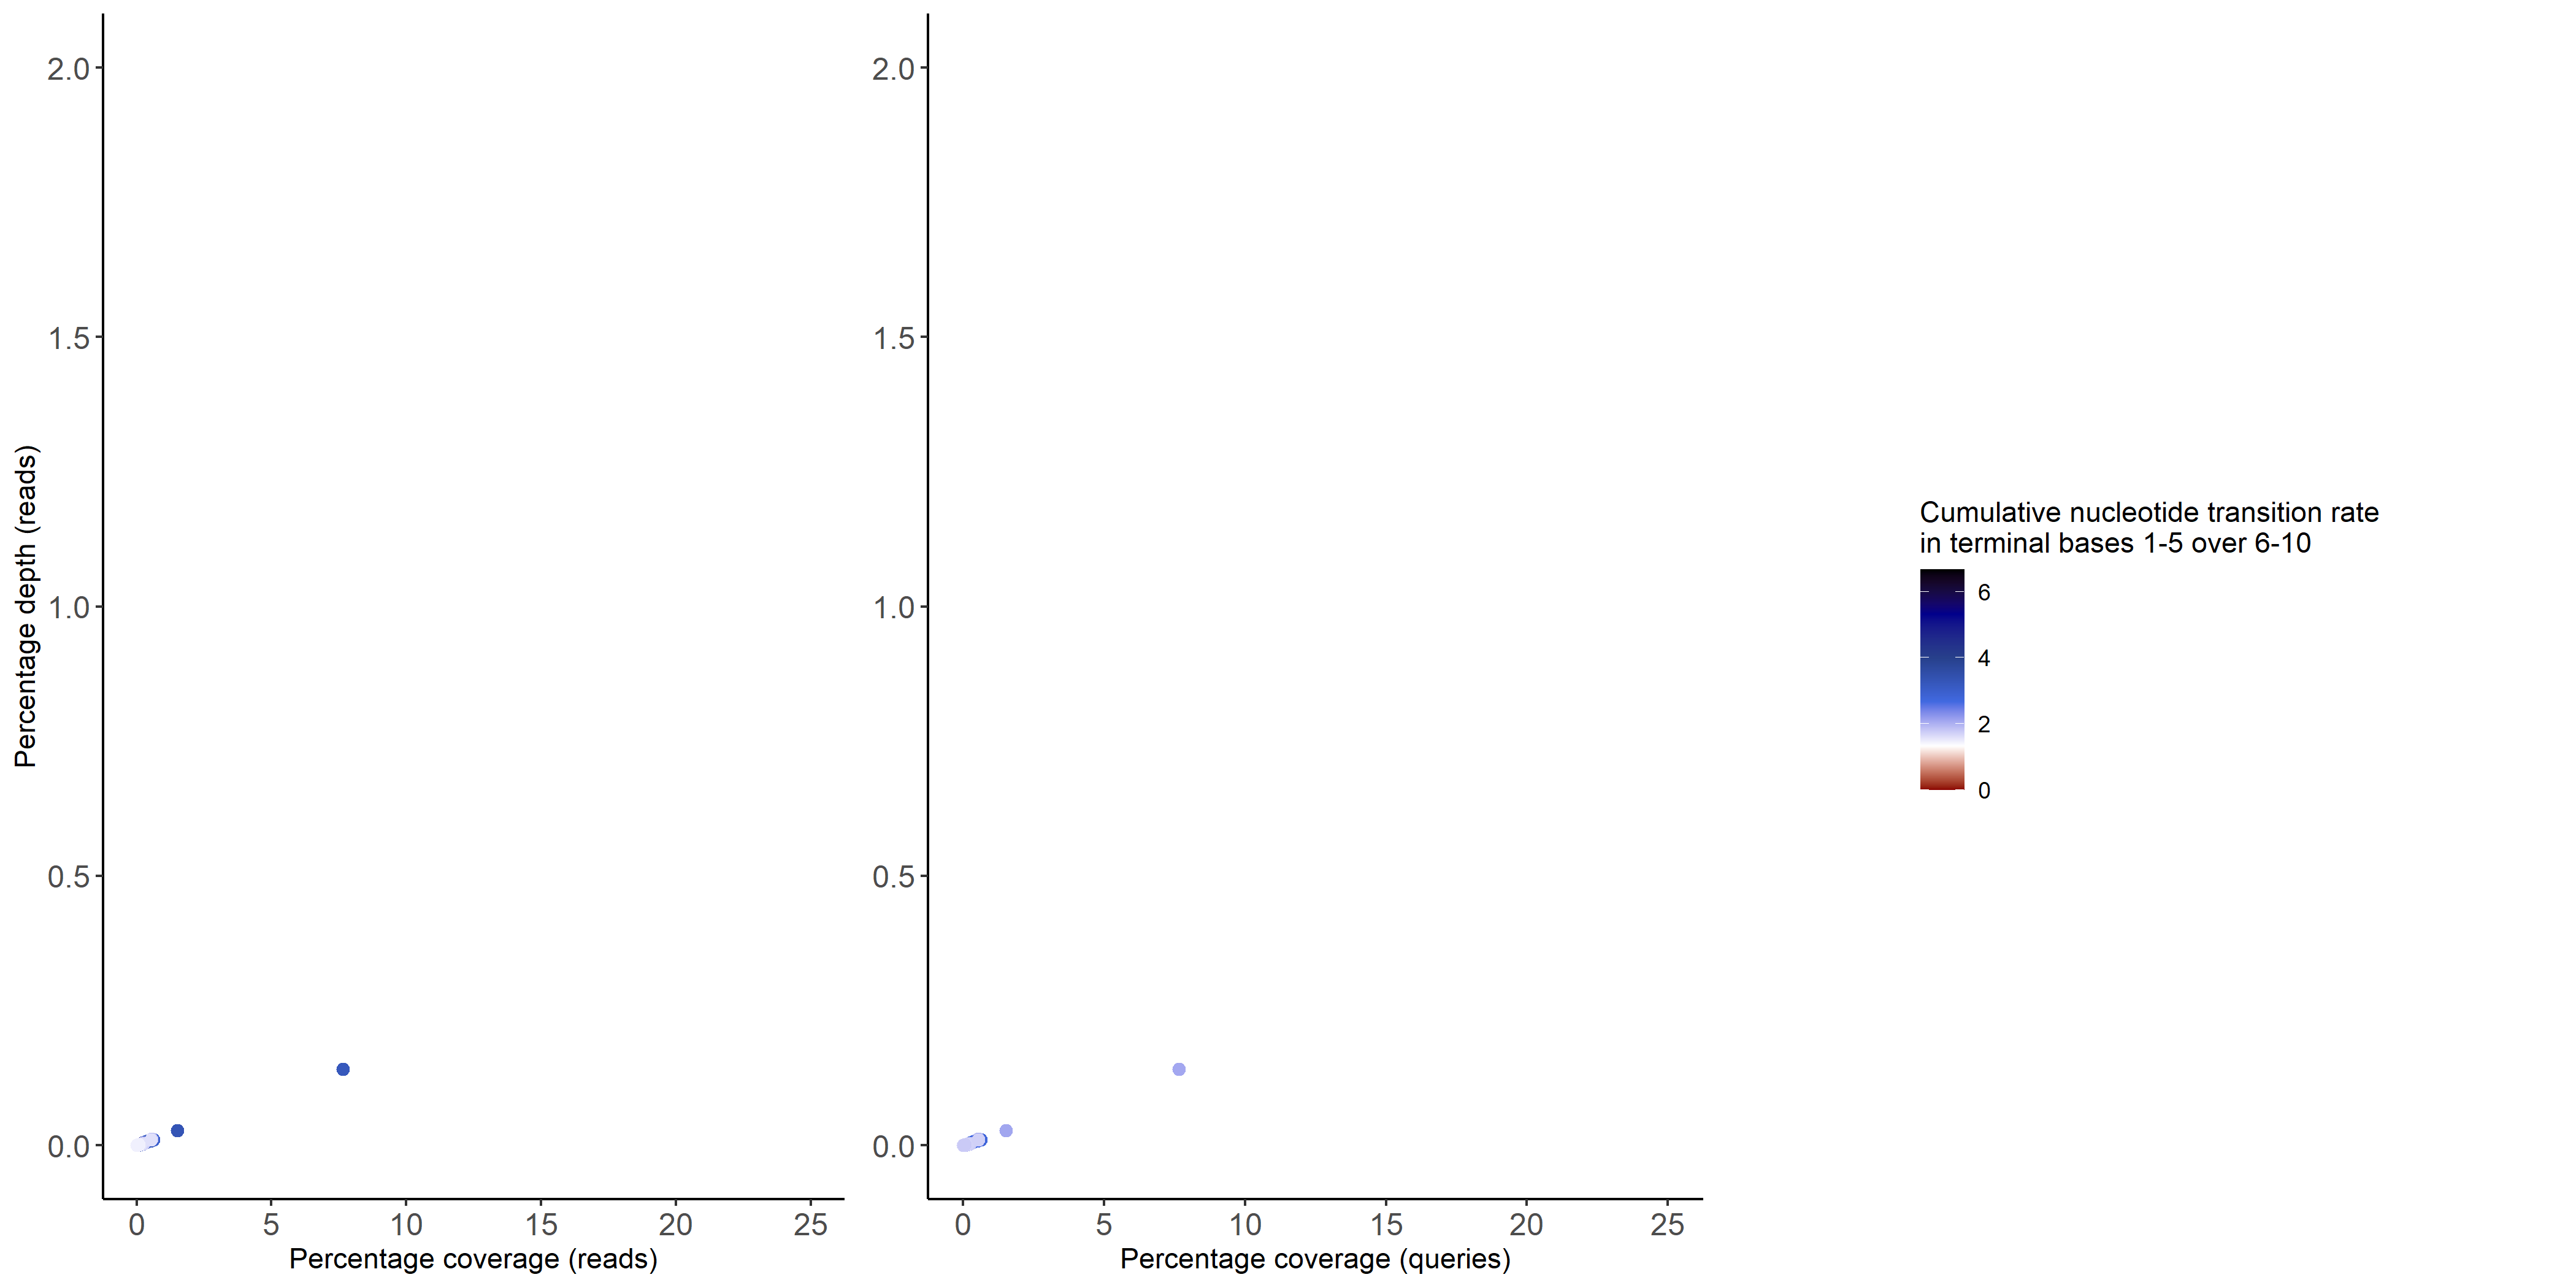 2.0
1.5
1.0
0.5
0.0
Percentage depth (reads)
0 5 10 15 20 25
Percentage coverage (reads)
2.0
1.5
1.0
0.5
0.0
0 5 10 15 20 25
Percentage coverage (queries)
Cumulative nucleotide transition rate
in terminal bases 1-5 over 6-10
6
4
2
0